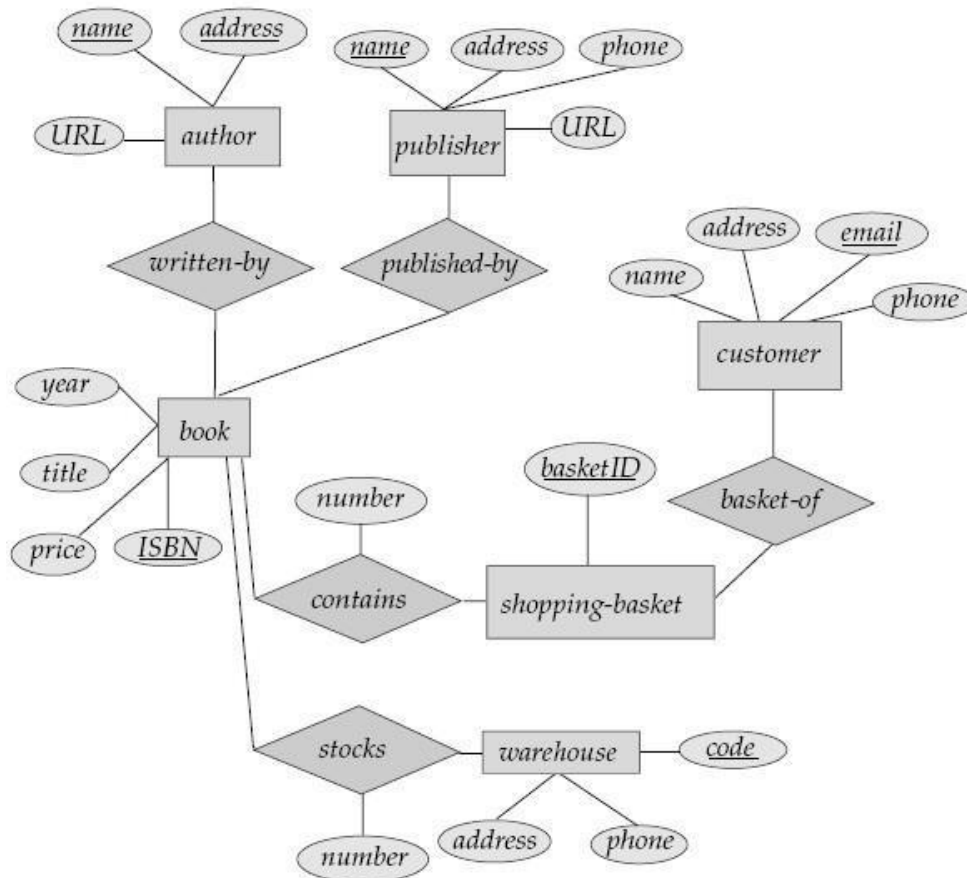 name
address
name
address
phone
URL
author
publisher
URL
written-by
published-by
address
email
name
phone
customer
year
book
title
price
ISBN
number
basketID
basket-of
contains
shopping-basket
stocks
warehouse
code
address
phone
number